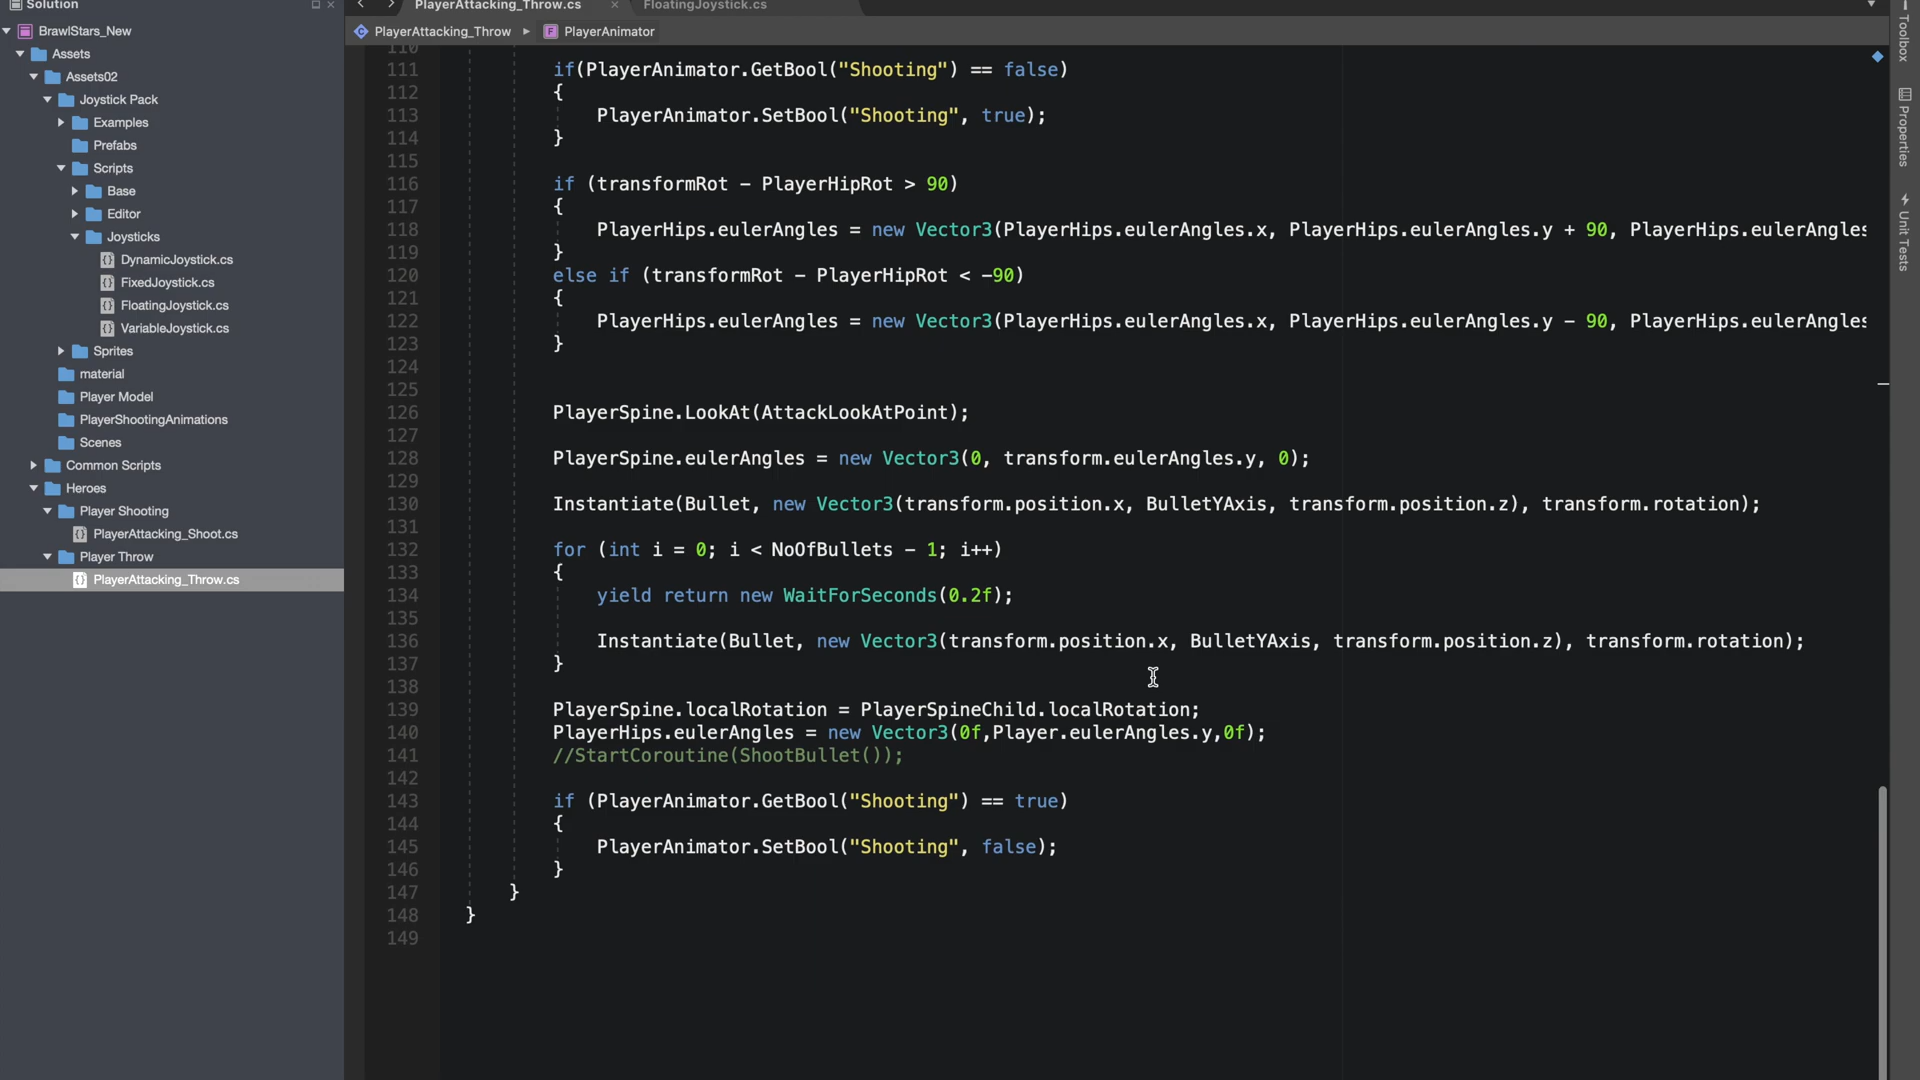 Solution
BrawlStars_New
Assets
Assets02
Joystick Pack
Examples
Prefabs
Scripts
Base
Editor
Joysticks
DynamicJoystick.cs
FixedJoystick.cs
FloatingJoystick.cs
VariableJoystick.cs
Sprites
material
Player Model
PlayerShootingAnimations
Scenes
Common Scripts
Heroes
Player Shooting
PlayerAttacking_Shoot.cs
Player Throw
PlayerAttacking_Throw.cs
PlayerAttacking_Throw.cs
FloatingJoystick.cs
PlayerAttacking_Throw
PlayerAnimator
110
111 if(PlayerAnimator.GetBool("Shooting") == false)
112 {
113 PlayerAnimator.SetBool("Shooting", true);
114 }
115
116 if (transformRot - PlayerHipRot > 90)
117 {
118 PlayerHips.eulerAngles = new Vector3(PlayerHips.eulerAngles.x, PlayerHips.eulerAngles.y + 90, PlayerHips.eulerAngles
119 }
120 else if (transformRot - PlayerHipRot < -90)
121 {
122 PlayerHips.eulerAngles = new Vector3(PlayerHips.eulerAngles.x, PlayerHips.eulerAngles.y - 90, PlayerHips.eulerAngles
123 }
124
125
126 PlayerSpine.LookAt(AttackLookAtPoint);
127
128 PlayerSpine.eulerAngles = new Vector3(0, transform.eulerAngles.y, 0);
129
130 Instantiate(Bullet, new Vector3(transform.position.x, BulletYAxis, transform.position.z), transform.rotation);
131
132 for (int i = 0; i < NoOfBullets - 1; i++)
133 {
134 yield return new WaitForSeconds(0.2f);
135
136 Instantiate(Bullet, new Vector3(transform.position.x, BulletYAxis, transform.position.z), transform.rotation);
137 }
138
139 PlayerSpine.localRotation = PlayerSpineChild.localRotation;
140 PlayerHips.eulerAngles = new Vector3(0f,Player.eulerAngles.y,0f);
141 //StartCoroutine(ShootBullet());
142
143 if (PlayerAnimator.GetBool("Shooting") == true)
144 {
145 PlayerAnimator.SetBool("Shooting", false);
146 }
147 }
148 }
149
Toolbox
Properties
Unit Tests